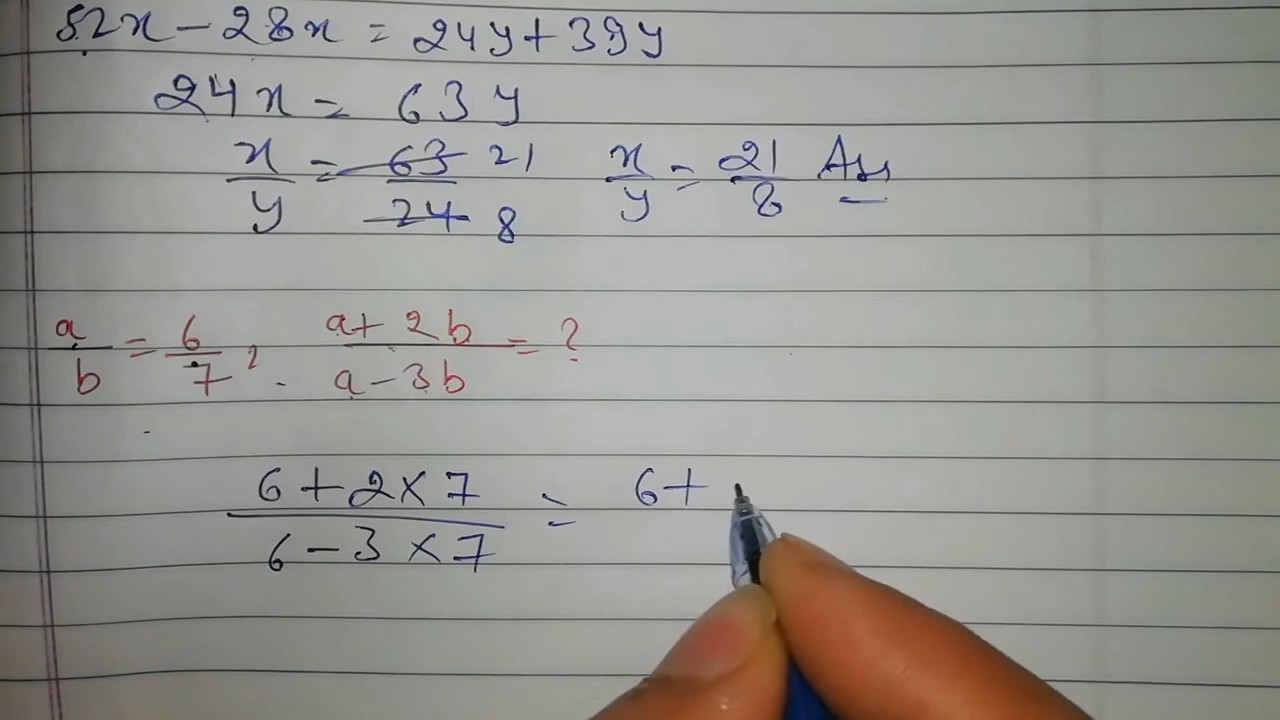 52x - 28x = 24y + 39y
24x = 63y
x/y = 63/24 21/8 x/y = 21/8 Ans
a/b = 6/7, (a + 2b)/(a - 3b) = ?
(6 + 2 × 7)/(6 - 3 × 7) = 6 +